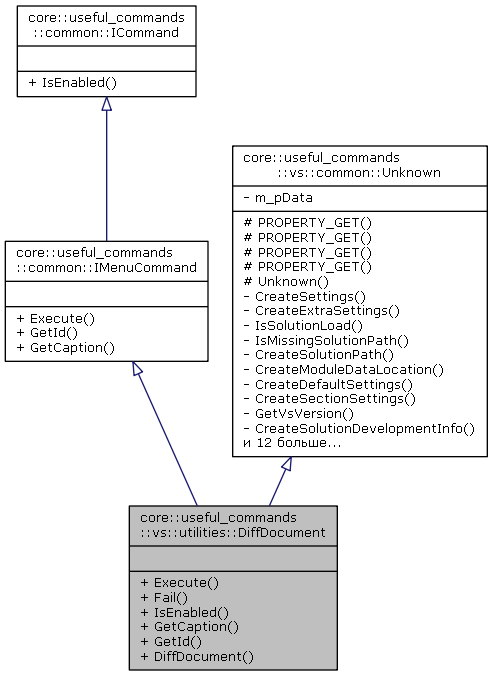 core::useful_commands
::common::ICommand
+ IsEnabled()
core::useful_commands
::vs::common::Unknown
- m_pData
# PROPERTY_GET()
# PROPERTY_GET()
# PROPERTY_GET()
# PROPERTY_GET()
# Unknown()
- CreateSettings()
- CreateExtraSettings()
- IsSolutionLoad()
- IsMissingSolutionPath()
- CreateSolutionPath()
- CreateModuleDataLocation()
- CreateDefaultSettings()
- CreateSectionSettings()
- GetVsVersion()
- CreateSolutionDevelopmentInfo()
и 12 больше...
core::useful_commands
::common::IMenuCommand
+ Execute()
+ GetId()
+ GetCaption()
core::useful_commands
::vs::utilities::DiffDocument
+ Execute()
+ Fail()
+ IsEnabled()
+ GetCaption()
+ GetId()
+ DiffDocument()